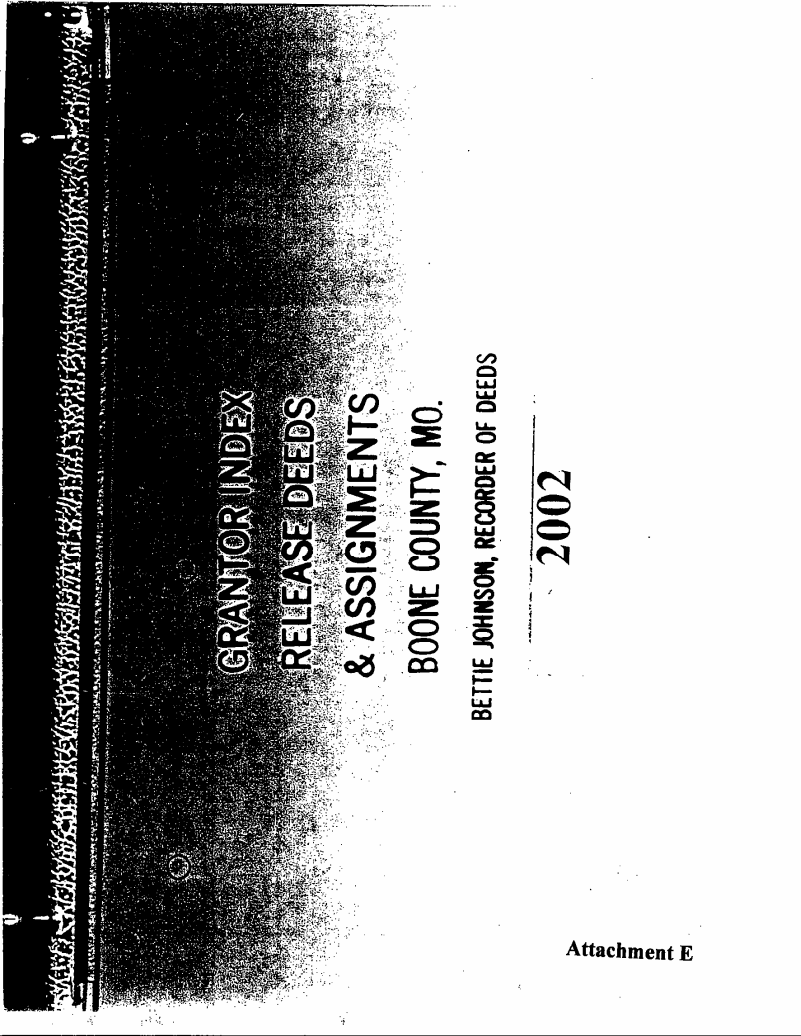 GRANTOR INDEX
RELEASE DEEDS
& ASSIGNMENTS
BOONE COUNTY, MO.
BETTIE JOHNSON, RECORDER OF DEEDS
2002
Attachment E